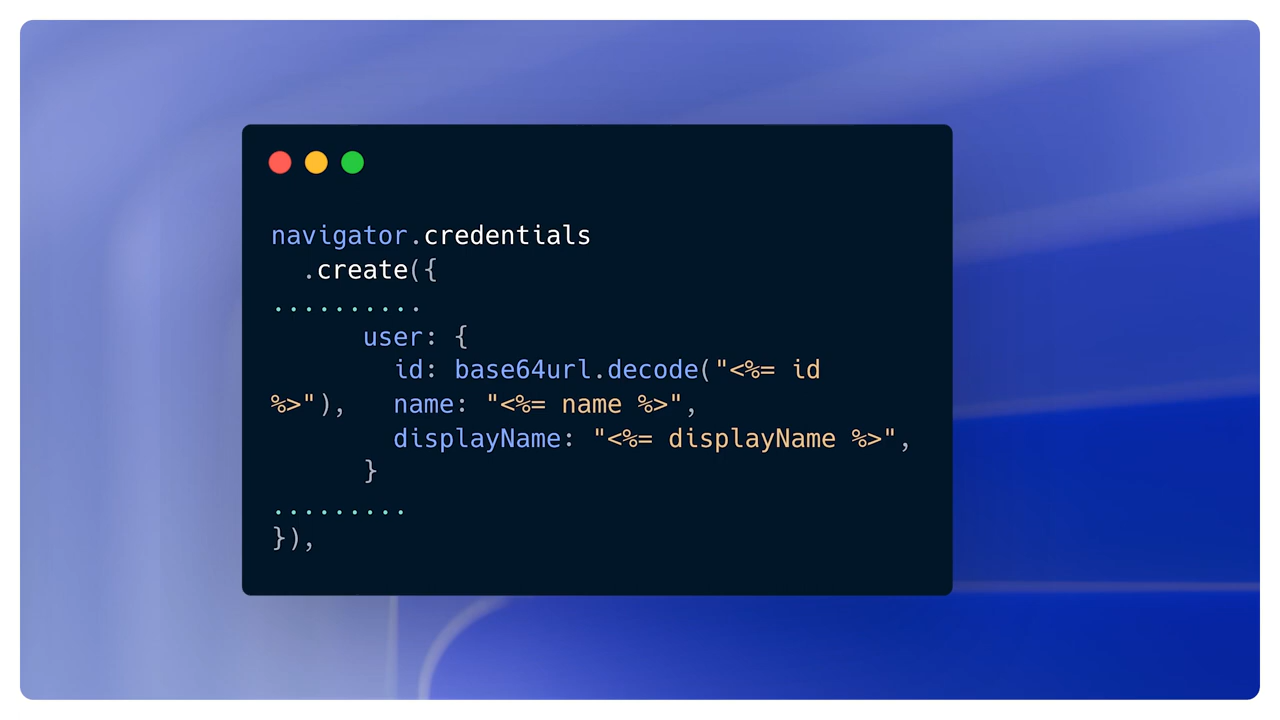 navigator.credentials
  .create({
..........
      user: {
        id: base64url.decode("<%= id
%>"),   name: "<%= name %>",
        displayName: "<%= displayName %>",
      }
.........
}),